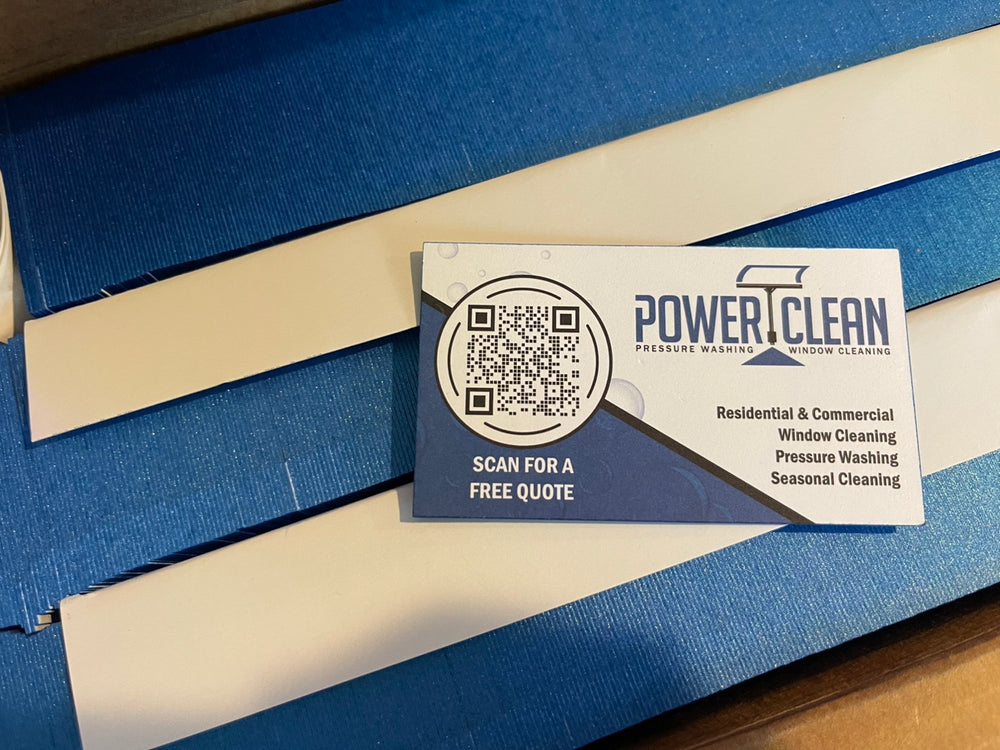 POWER CLEAN
PRESSURE WASHING WINDOW CLEANING
Residential & Commercial
Window Cleaning
Pressure Washing
Seasonal Cleaning
SCAN FOR A
FREE QUOTE